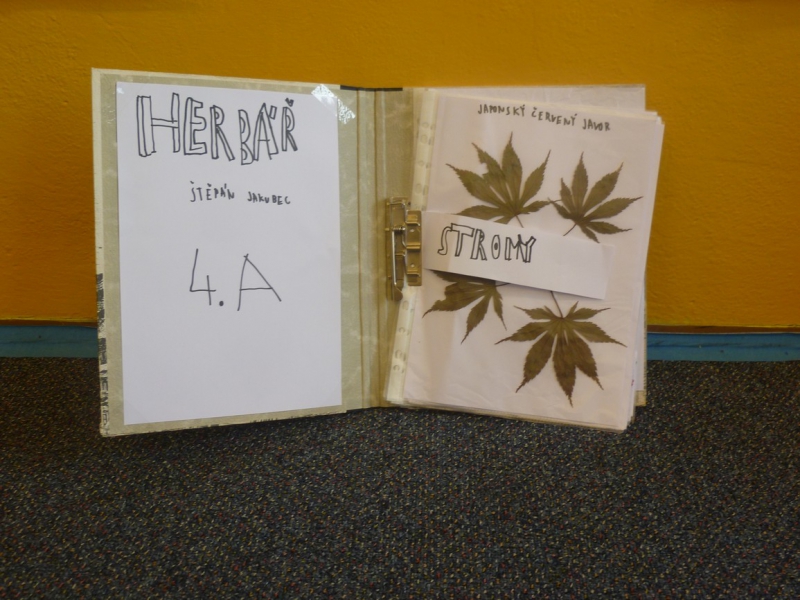 HERBÁŘ
ŠTĚPÁN JAKUBEC
4. A
JAPONSKÝ ČERVENÝ JAVOR
STROMY